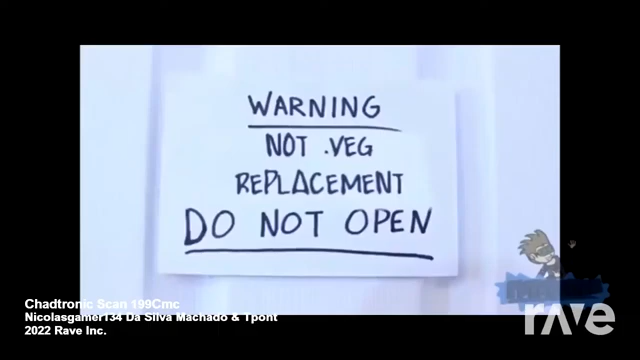 WARNING
NOT .VEG
REPLACEMENT
DO NOT OPEN
Chadtronic Scan 199Cmc
Nicolasgamer134 Da Silva Machado & Tpont
2022 Rave Inc.
rave